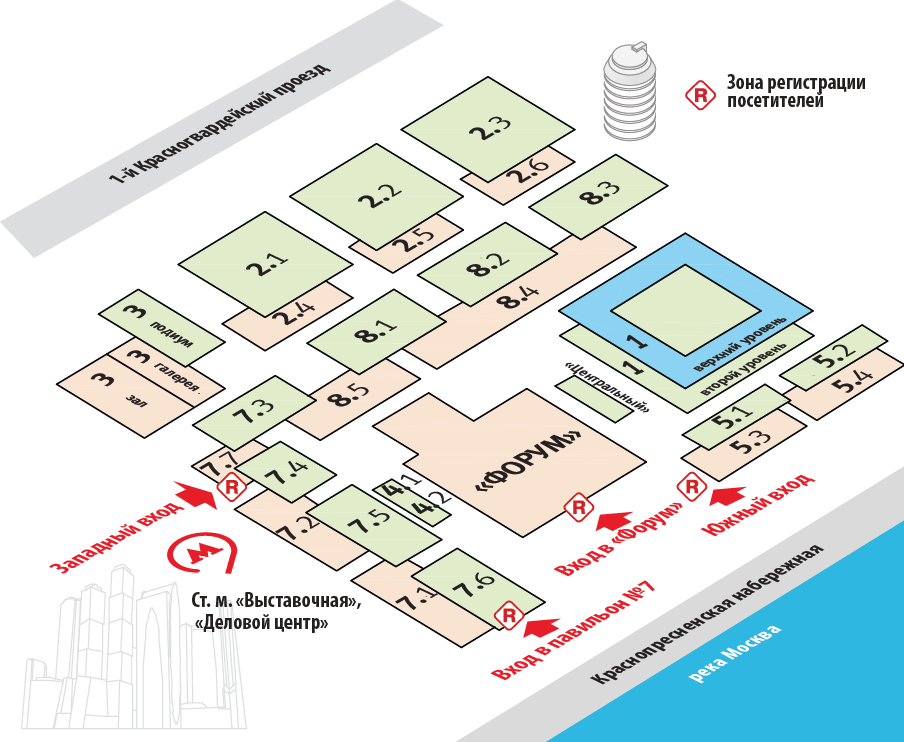 1-й Красногвардейский проезд
R
Зона регистрации
посетителей
2.3
2.6
2.2
2.5
8.3
2.1
8.2
2.4
8.4
3
подиум
3
галерея.
3
зал
8.1
8.5
1
верхний уровень
1
второй уровень
«Центральный»
5.2
5.4
5.1
5.3
7.3
7.7
R
7.4
7.2
4.1
4.2
7.5
«ФОРУМ»
R
R
Западный вход
Вход в «Форум»
Южный вход
М
Ст. м. «Выставочная»,
«Деловой центр»
7.1
7.6
R
Вход в павильон №7
Краснопресненская набережная
река Москва